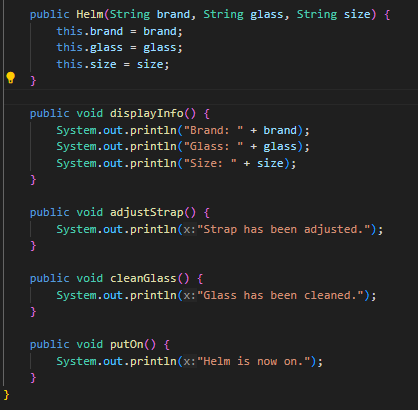 public Helm(String brand, String glass, String size) {
this.brand = brand;
this.glass = glass;
this.size = size;
}
public void displayInfo() {
System.out.println("Brand: " + brand);
System.out.println("Glass: " + glass);
System.out.println("Size: " + size);
}
public void adjustStrap() {
System.out.println(x:"Strap has been adjusted.");
}
public void cleanGlass() {
System.out.println(x:"Glass has been cleaned.");
}
public void putOn() {
System.out.println(x:"Helm is now on.");
}
}